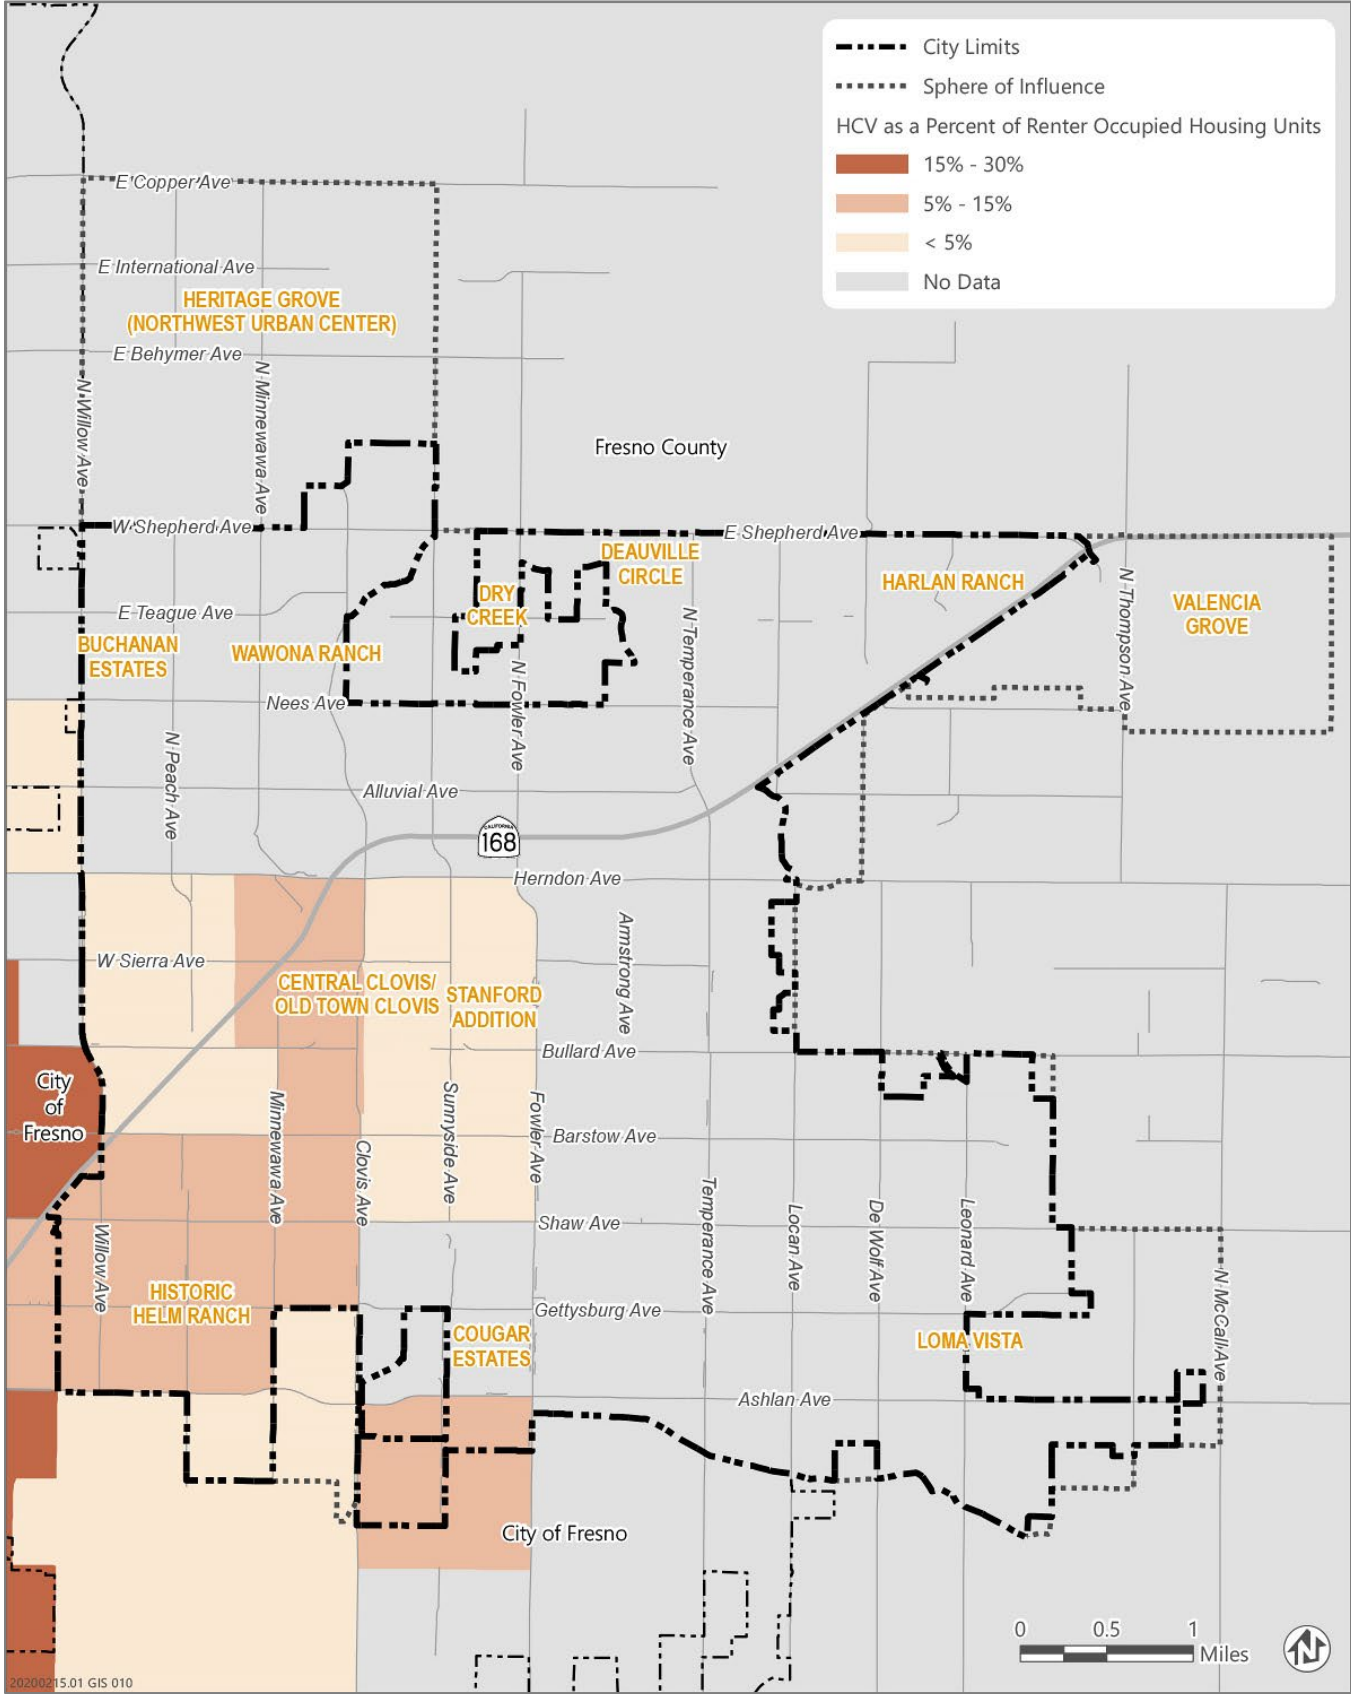 City Limits
Sphere of Influence
HCV as a Percent of Renter Occupied Housing Units
15% - 30%
5% - 15%
< 5%
No Data
E Copper Ave
E International Ave
HERITAGE GROVE
(NORTHWEST URBAN CENTER)
E Behymer Ave
N Willow Ave
N Minnewawa Ave
Fresno County
W Shepherd Ave
E Shepherd Ave
DEAUVILLE
CIRCLE
HARLAN RANCH
DRY
CREEK
E Teague Ave
N Temperance Ave
N Thompson Ave
VALENCIA
GROVE
BUCHANAN
ESTATES
WAWONA RANCH
Nees Ave
N Fowler Ave
N Peach Ave
Alluvial Ave
CALIFORNIA
168
Herndon Ave
Armstrong Ave
W Sierra Ave
CENTRAL CLOVIS/
OLD TOWN CLOVIS
STANFORD
ADDITION
Bullard Ave
City
of
Fresno
Minnewawa Ave
Sunnyside Ave
Fowler Ave
Barstow Ave
Clovis Ave
Temperance Ave
Locan Ave
De Wolf Ave
Leonard Ave
Shaw Ave
Willow Ave
HISTORIC
HELM RANCH
Gettysburg Ave
COUGAR
ESTATES
LOMA VISTA
N McCall Ave
Ashlan Ave
City of Fresno
0 0.5 1
Miles
N
20200215.01 GIS 010